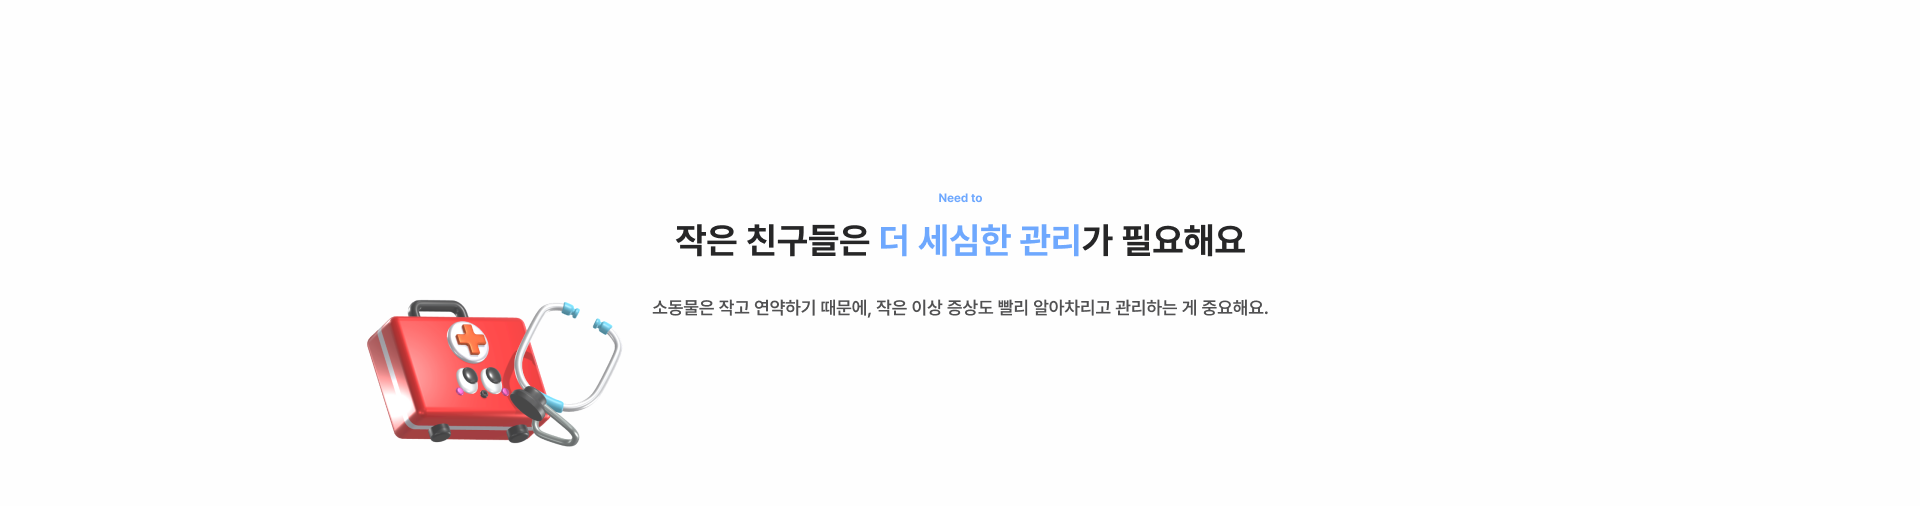 Need to
작은 친구들은 더 세심한 관리가 필요해요
소동물은 작고 연약하기 때문에, 작은 이상 증상도 빨리 알아차리고 관리하는 게 중요해요.